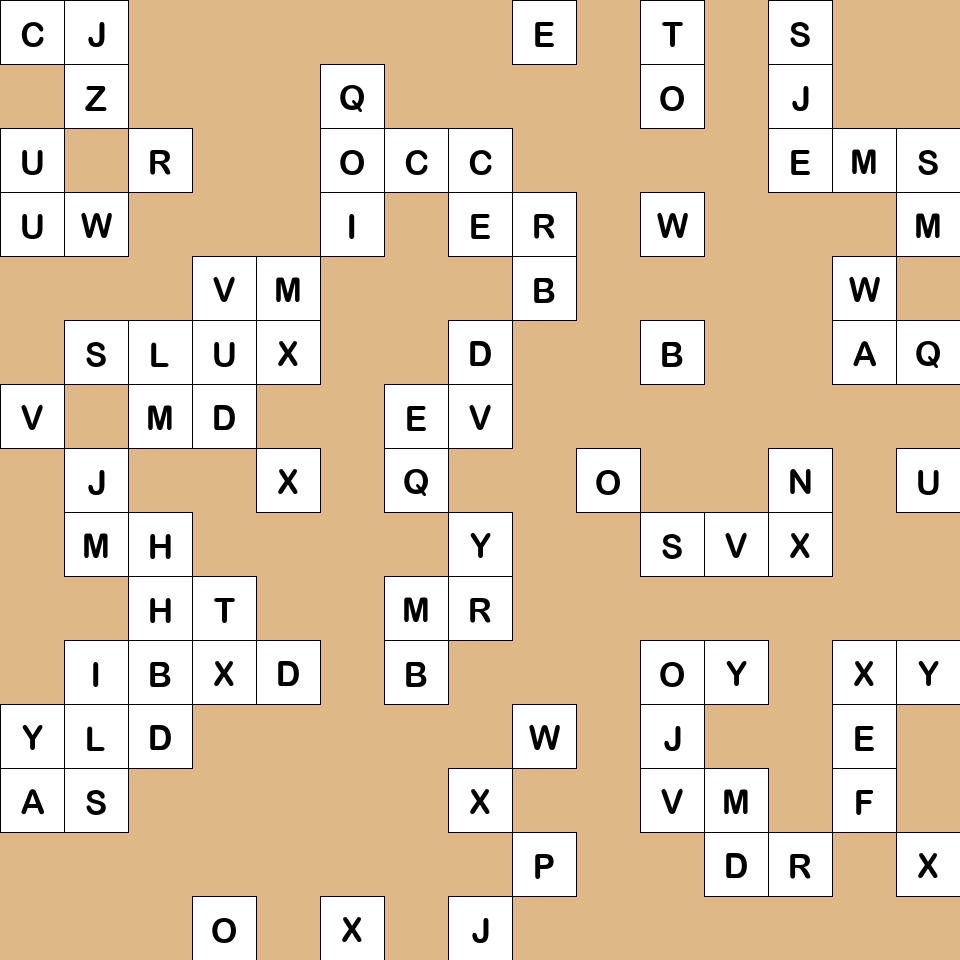 C J E T S
Z Q O J
U R O C C E M S
U W I E R W M
V M B W
S L U X D B A Q
V M D E V
J X Q O N U
M H Y S V X
H T M R
I B X D B O Y X Y
Y L D W J E
A S X V M F
P D R X
O X J